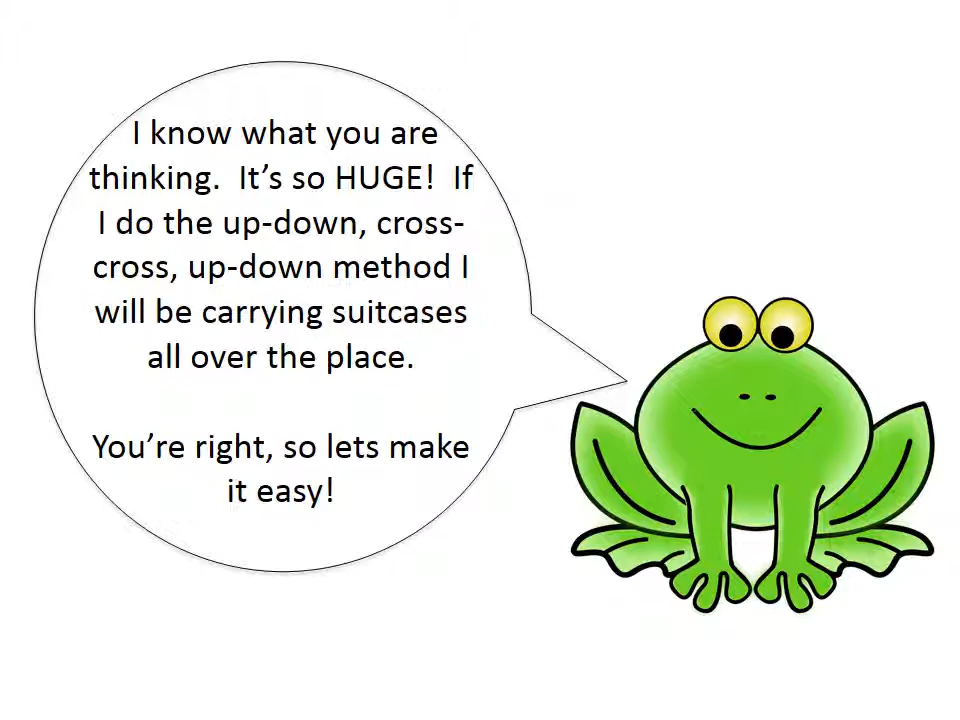 I know what you are
thinking.  It’s so HUGE!  If
I do the up-down, cross-
cross, up-down method I
will be carrying suitcases
all over the place.
You’re right, so lets make
it easy!